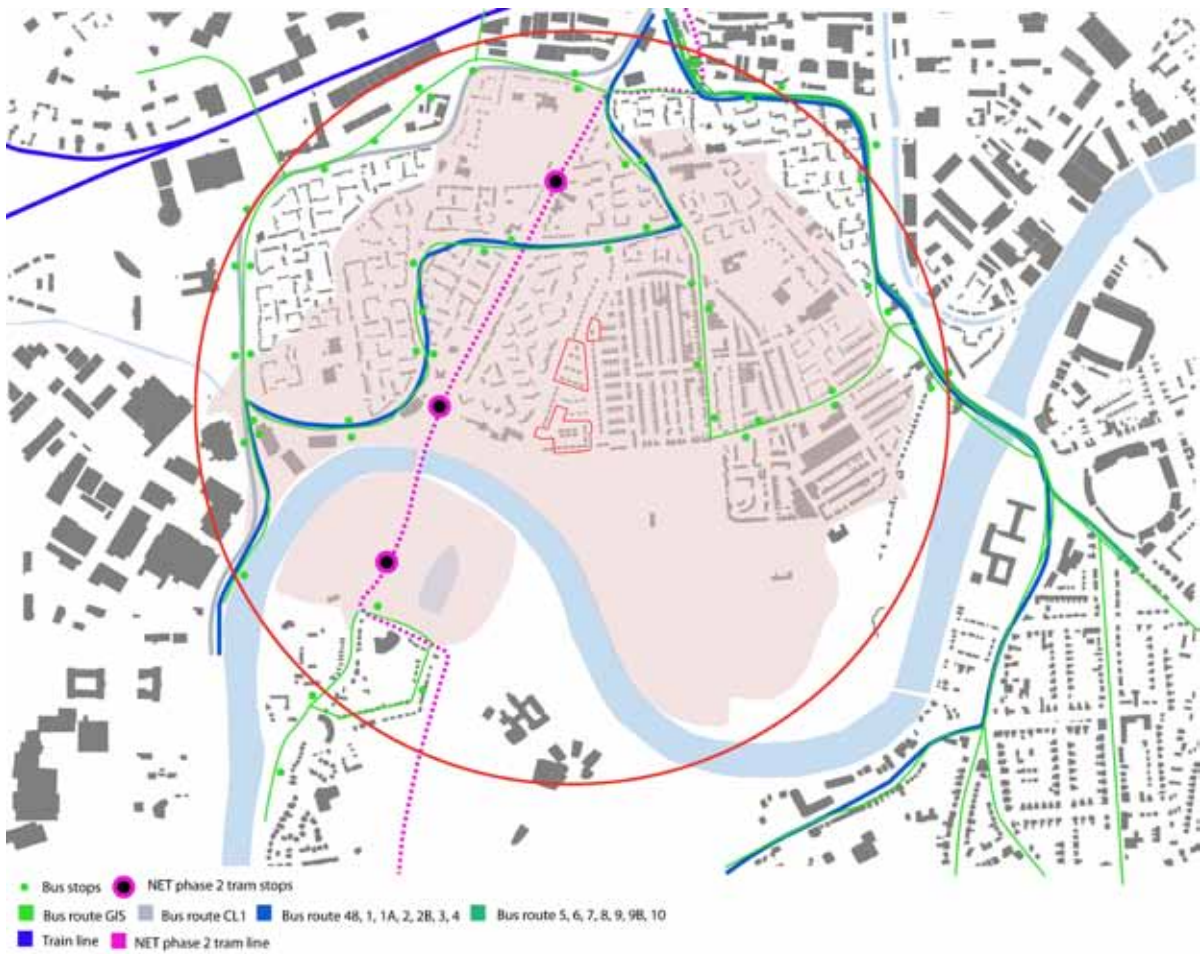 Bus stops NET phase 2 tram stops
Bus route GIS Bus route CL1 Bus route 48, 1, 1A, 2, 2B, 3, 4 Bus route 5, 6, 7, 8, 9, 9B, 10
Train line NET phase 2 tram line